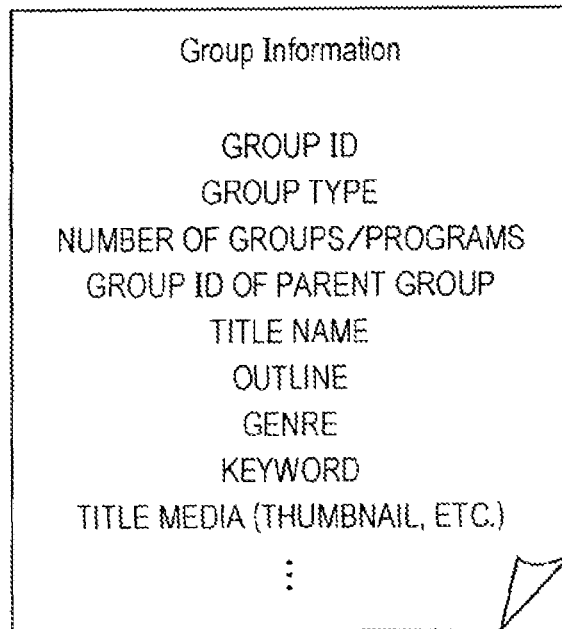 Group Information
GROUP ID
GROUP TYPE
NUMBER OF GROUPS/PROGRAMS
GROUP ID OF PARENT GROUP
TITLE NAME
OUTLINE
GENRE
KEYWORD
TITLE MEDIA (THUMBNAIL, ETC.)
⋮